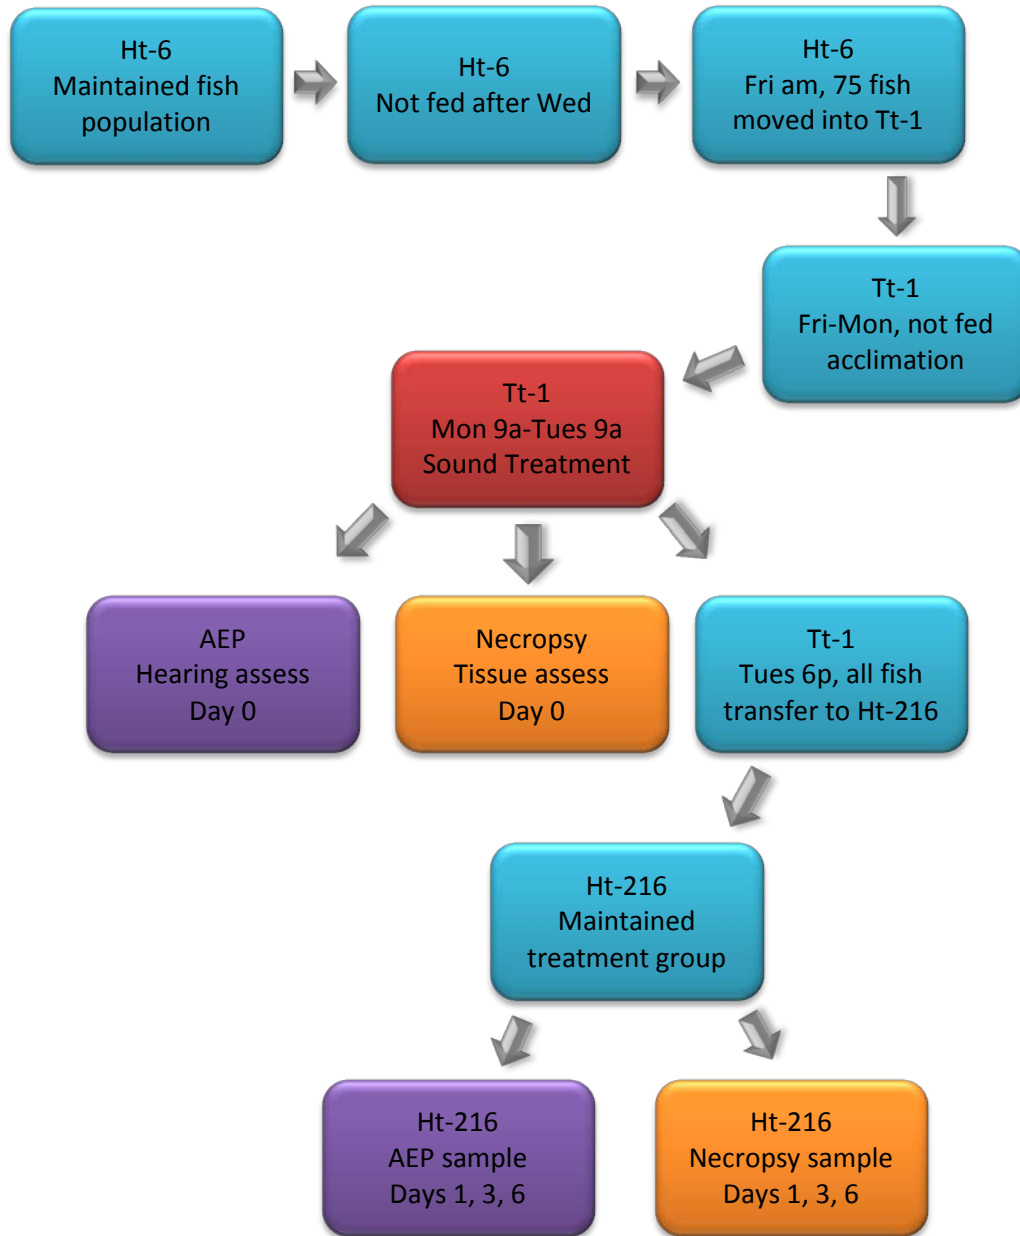 Ht-6
Maintained fish
population
Ht-6
Not fed after Wed
Ht-6
Fri am, 75 fish
moved into Tt-1
Tt-1
Fri-Mon, not fed
acclimation
Tt-1
Mon 9a-Tues 9a
Sound Treatment
AEP
Hearing assess
Day 0
Necropsy
Tissue assess
Day 0
Tt-1
Tues 6p, all fish
transfer to Ht-216
Ht-216
Maintained
treatment group
Ht-216
AEP sample
Days 1, 3, 6
Ht-216
Necropsy sample
Days 1, 3, 6